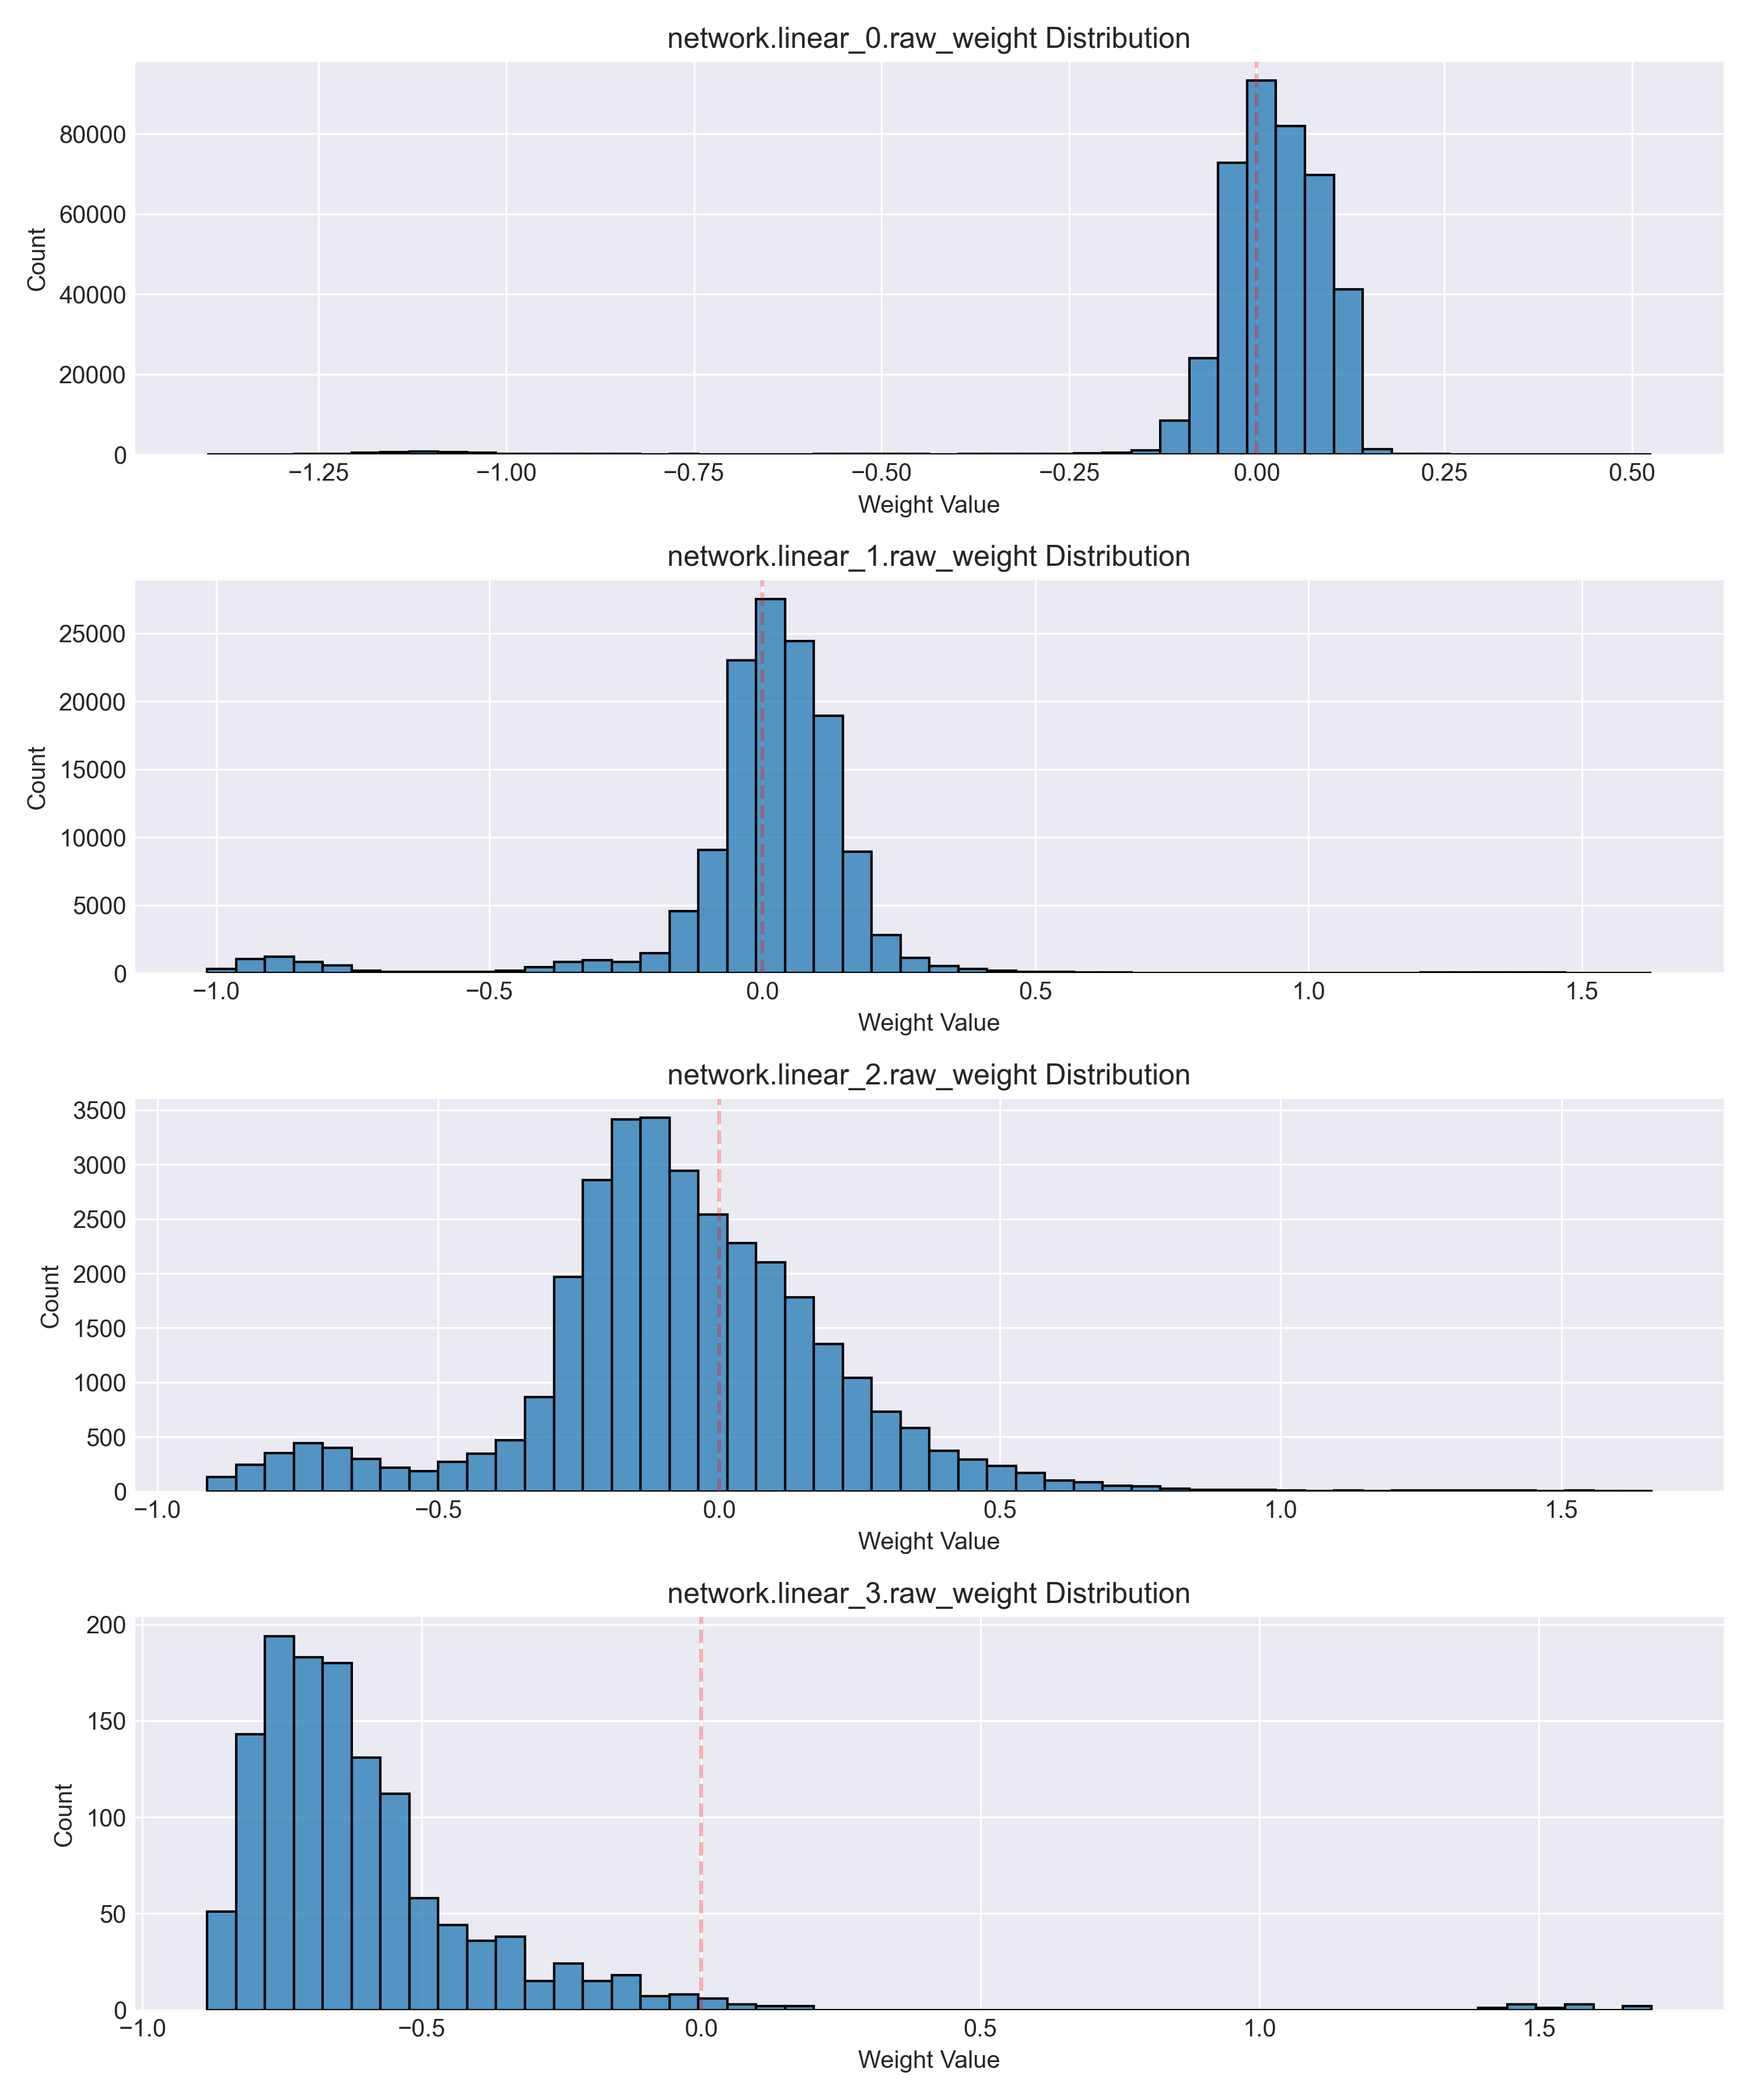 network.linear_0.raw_weight Distribution
80000
60000
40000
20000
0
Count
−1.25 −1.00 −0.75 −0.50 −0.25 0.00 0.25 0.50
Weight Value
network.linear_1.raw_weight Distribution
25000
20000
15000
10000
5000
0
Count
−1.0 −0.5 0.0 0.5 1.0 1.5
Weight Value
network.linear_2.raw_weight Distribution
3500
3000
2500
2000
1500
1000
500
0
Count
−1.0 −0.5 0.0 0.5 1.0 1.5
Weight Value
network.linear_3.raw_weight Distribution
200
150
100
50
0
Count
−1.0 −0.5 0.0 0.5 1.0 1.5
Weight Value